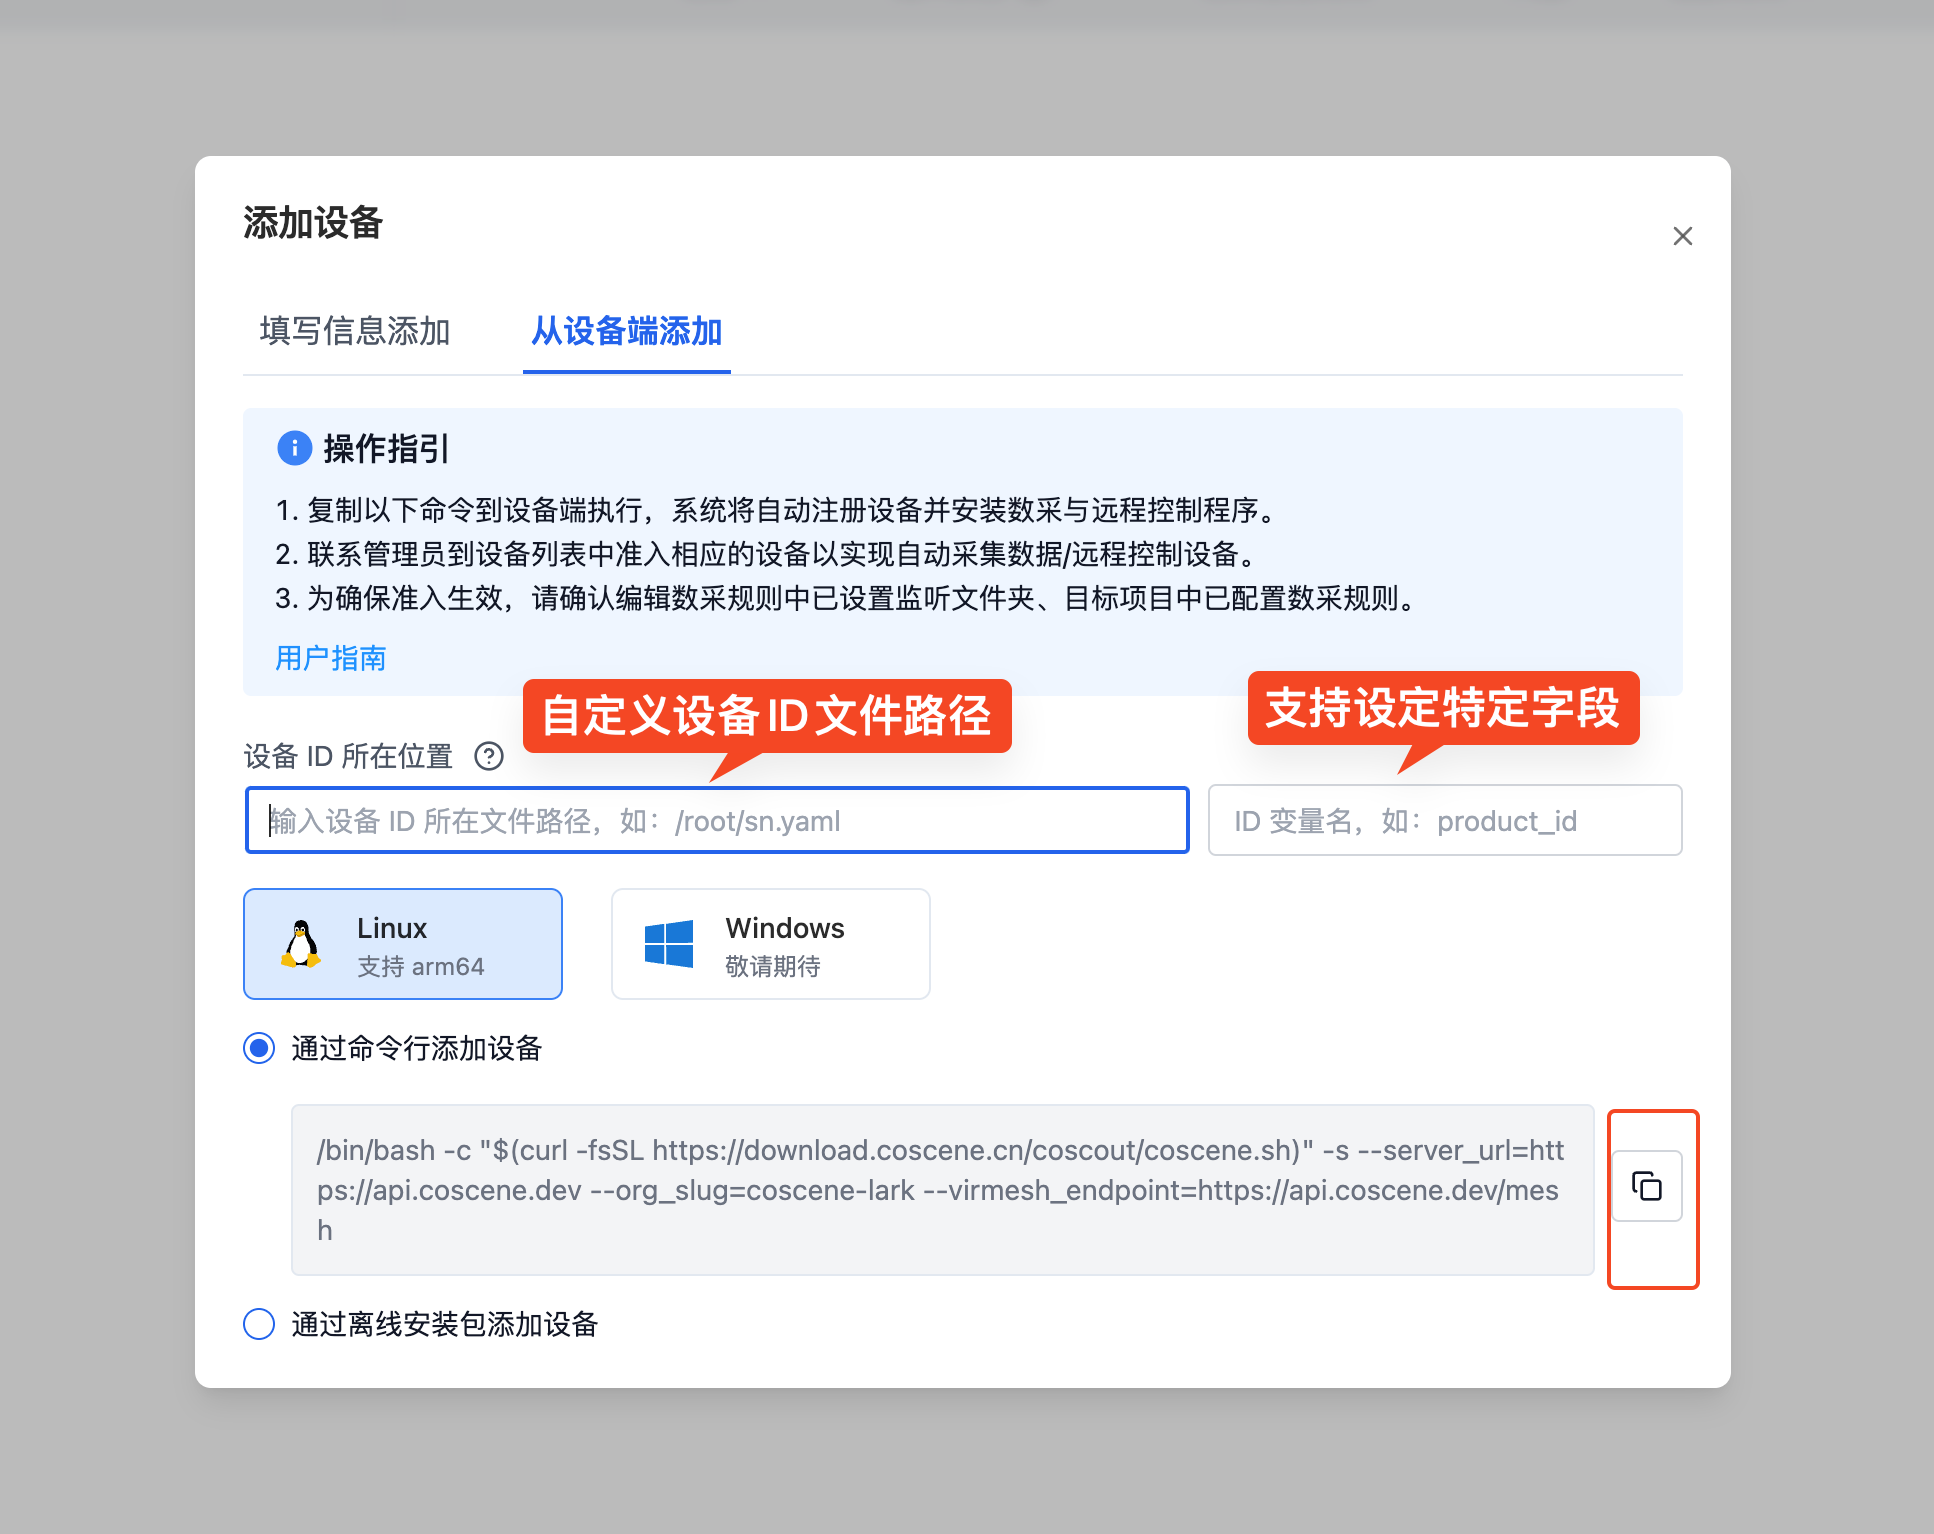 添加设备
填写信息添加
从设备端添加
操作指引
1. 复制以下命令到设备端执行，系统将自动注册设备并安装数采与远程控制程序。
2. 联系管理员到设备列表中准入相应的设备以实现自动采集数据/远程控制设备。
3. 为确保准入生效，请确认编辑数采规则中已设置监听文件夹、目标项目中已配置数采规则。
用户指南
自定义设备ID文件路径
支持设定特定字段
设备 ID 所在位置
输入设备 ID 所在文件路径，如：/root/sn.yaml
ID 变量名，如：product_id
Linux
支持 arm64
Windows
敬请期待
通过命令行添加设备
/bin/bash -c "$(curl -fsSL https://download.coscene.cn/coscout/coscene.sh)" -s --server_url=htt
ps://api.coscene.dev --org_slug=coscene-lark --virmesh_endpoint=https://api.coscene.dev/mes
h
通过离线安装包添加设备